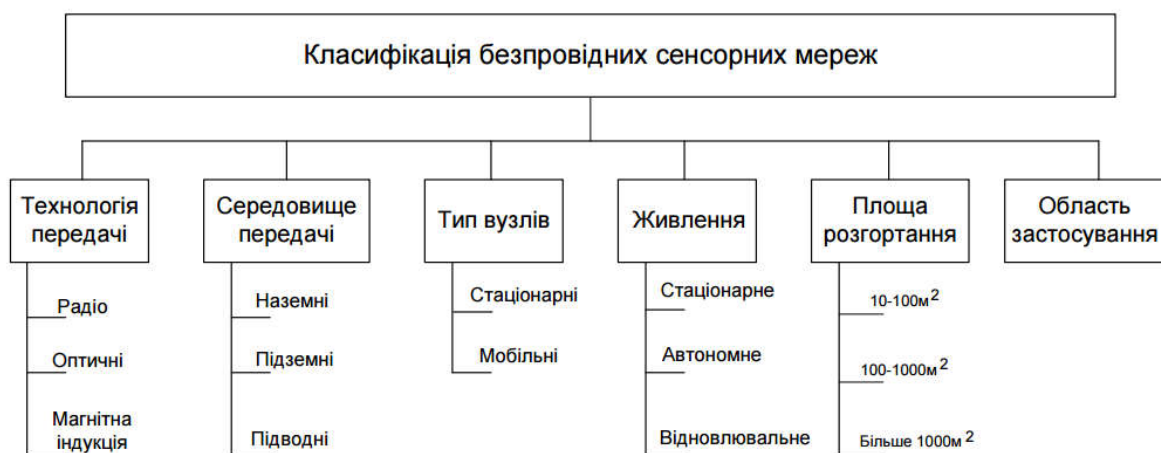 Класифікація безпровідних сенсорних мереж
Технологія
передачі
Середовище
передачі
Тип вузлів
Живлення
Площа
розгортання
Область
застосування
Радіо
Оптичні
Магнітна
індукція
Наземні
Підземні
Підводні
Стаціонарні
Мобільні
Стаціонарне
Автономне
Відновлювальне
10-100м²
100-1000м²
Більше 1000м²